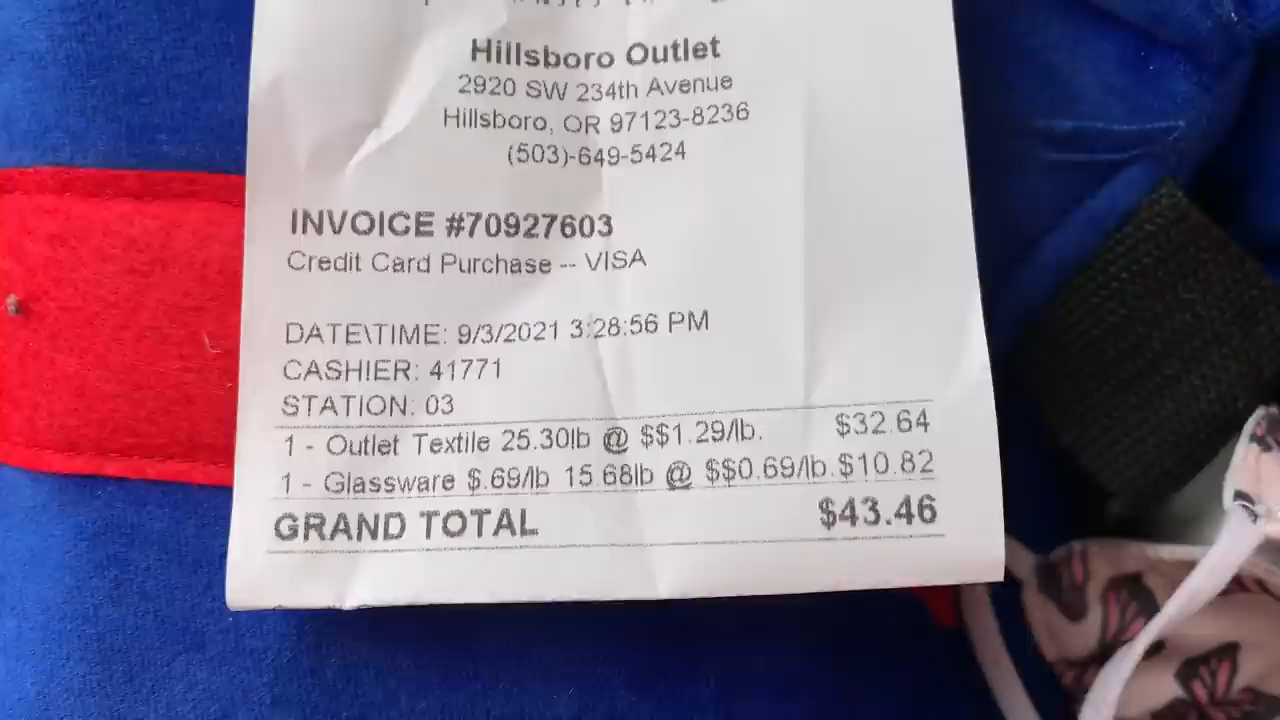 Hillsboro Outlet
2920 SW 234th Avenue
Hillsboro, OR 97123-8236
(503)-649-5424
INVOICE #70927603
Credit Card Purchase -- VISA
DATE\TIME: 9/3/2021 3:28:56 PM
CASHIER: 41771
STATION: 03
1 - Outlet Textile 25.30lb @ $$1.29/lb. $32.64
1 - Glassware $.69/lb 15.68lb @ $$0.69/lb. $10.82
GRAND TOTAL $43.46